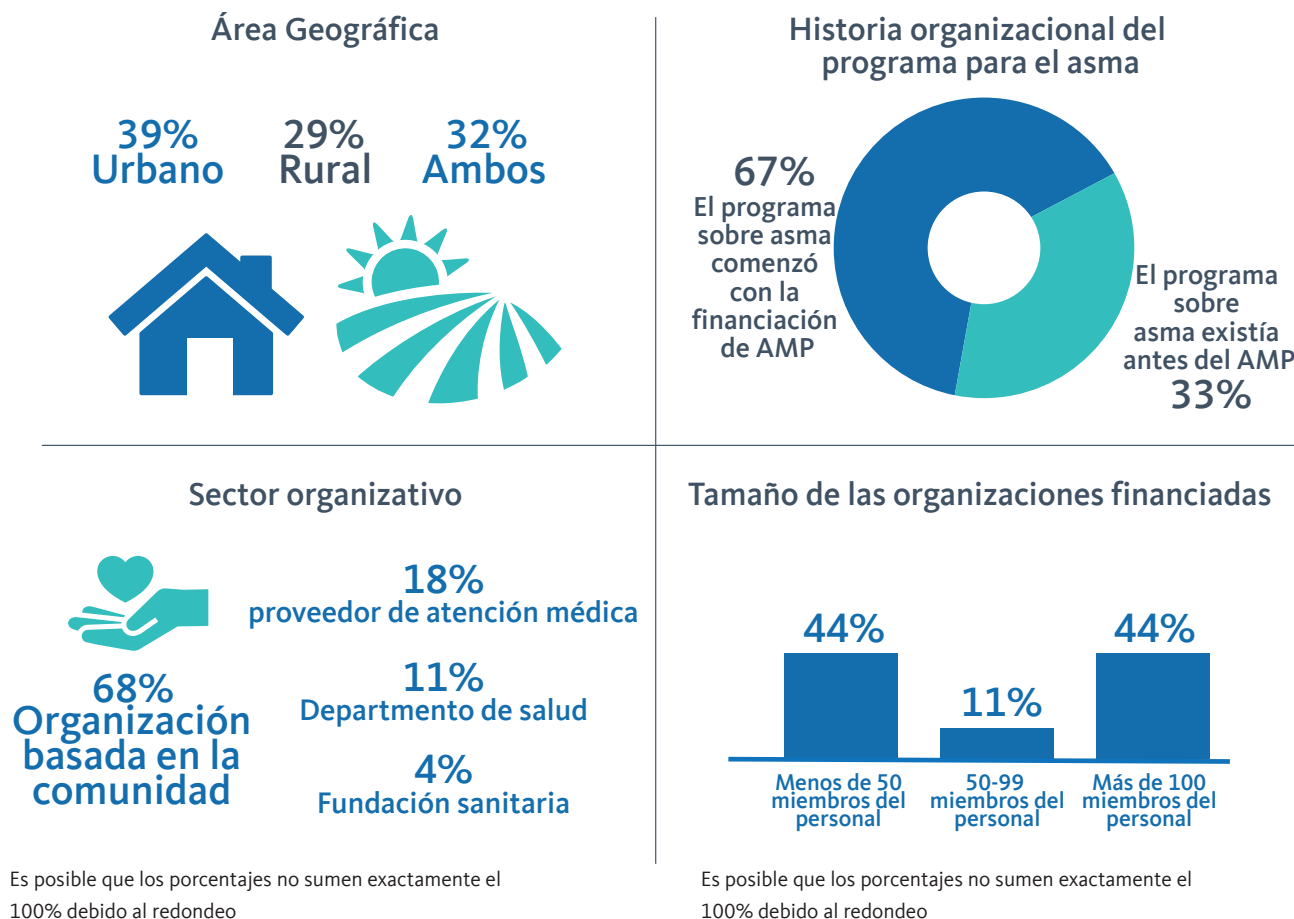 Área Geográfica
39%
Urbano
29%
Rural
32%
Ambos
Historia organizacional del
programa para el asma
67%
El programa
sobre asma
comenzó
con la
financiación
de AMP
El programa
sobre
asma existía
antes del AMP
33%
Sector organizativo
68%
Organización
basada en la
comunidad
18%
proveedor de atención médica
11%
Departmento de salud
4%
Fundación sanitaria
Es posible que los porcentajes no sumen exactamente el
100% debido al redondeo
Tamaño de las organizaciones financiadas
44%
Menos de 50
miembros del
personal
11%
50-99
miembros del
personal
44%
Más de 100
miembros del
personal
Es posible que los porcentajes no sumen exactamente el
100% debido al redondeo